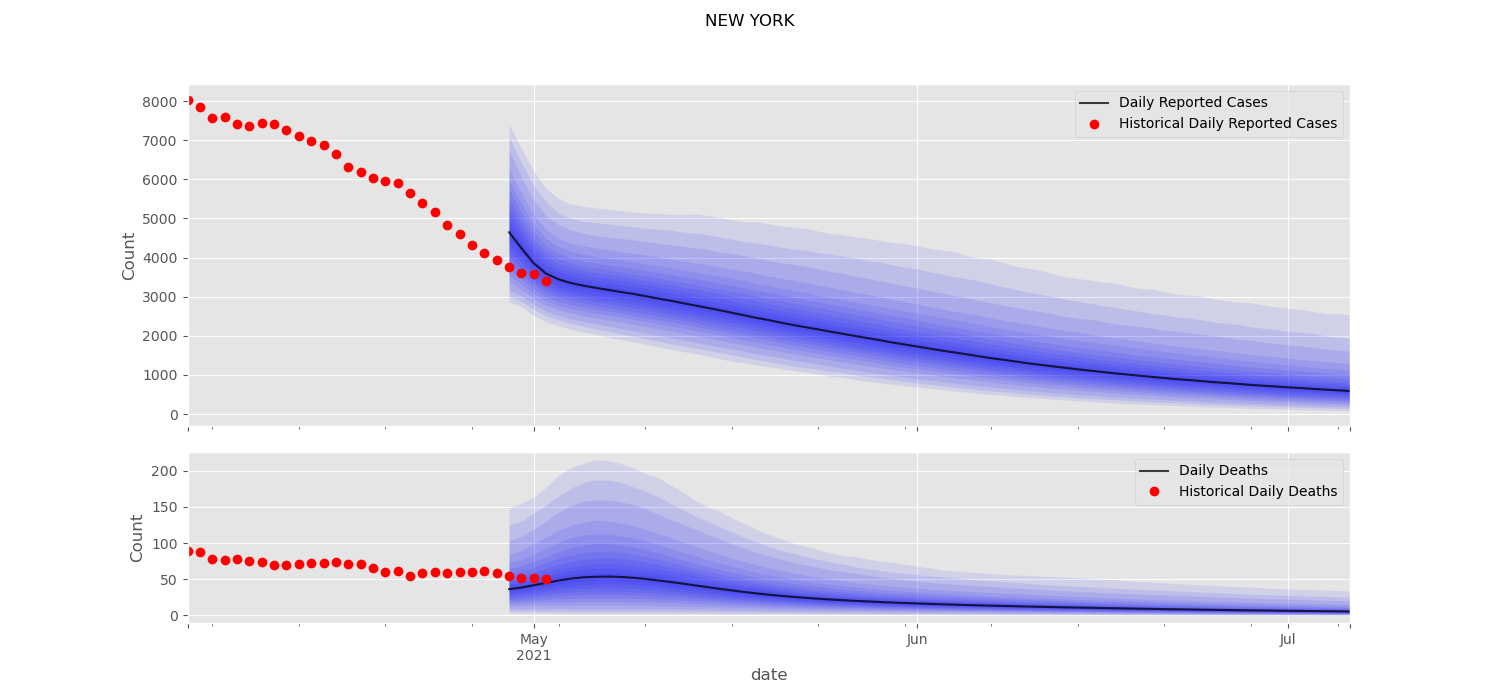 NEW YORK
8000
7000
6000
5000
4000
3000
2000
1000
0
Count
Daily Reported Cases
Historical Daily Reported Cases
200
150
100
50
0
Count
Daily Deaths
Historical Daily Deaths
May
2021
Jun
Jul
date